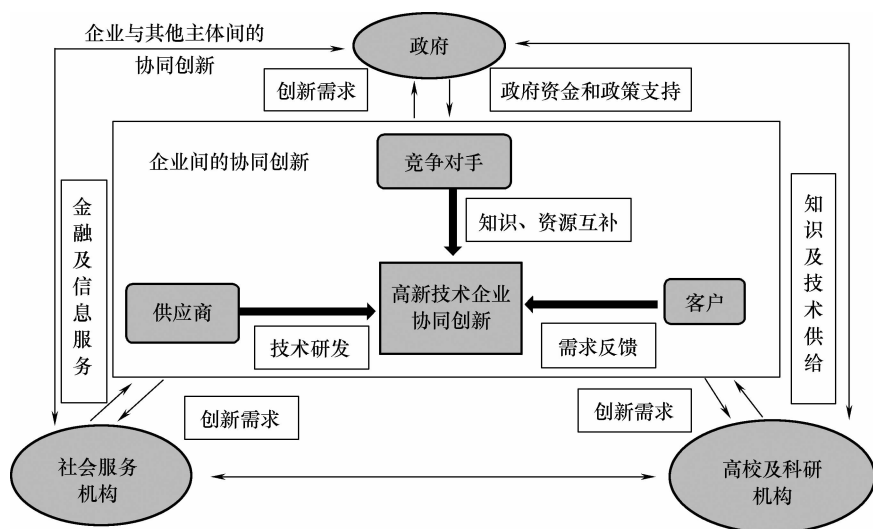 企业与其他主体间的
协同创新
政府
创新需求
政府资金和政策支持
企业间的协同创新
竞争对手
知识、资源互补
金融及信息服务
知识及技术供给
供应商
高新技术企业
协同创新
客户
技术研发
需求反馈
创新需求
创新需求
社会服务
机构
高校及科研
机构